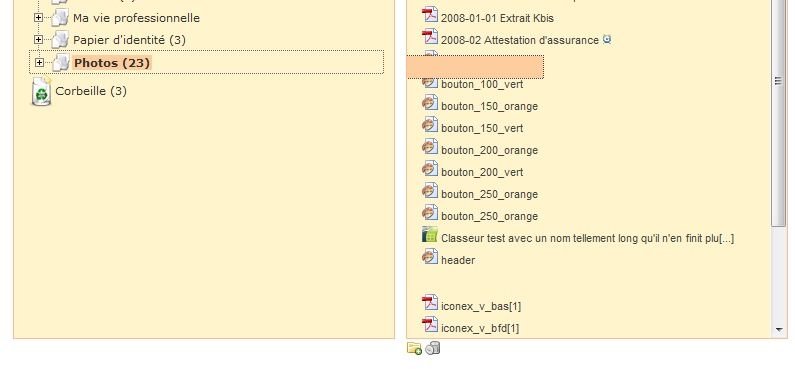 Ma vie professionnelle
Papier d'identité (3)
Photos (23)
Corbeille (3)
2008-01-01 Extrait Kbis
2008-02 Attestation d'assurance
bouton_100_vert
bouton_150_orange
bouton_150_vert
bouton_200_orange
bouton_200_vert
bouton_250_orange
bouton_250_orange
Classeur test avec un nom tellement long qu'il n'en finit plu[...]
header
iconex_v_bas[1]
iconex_v_bfd[1]